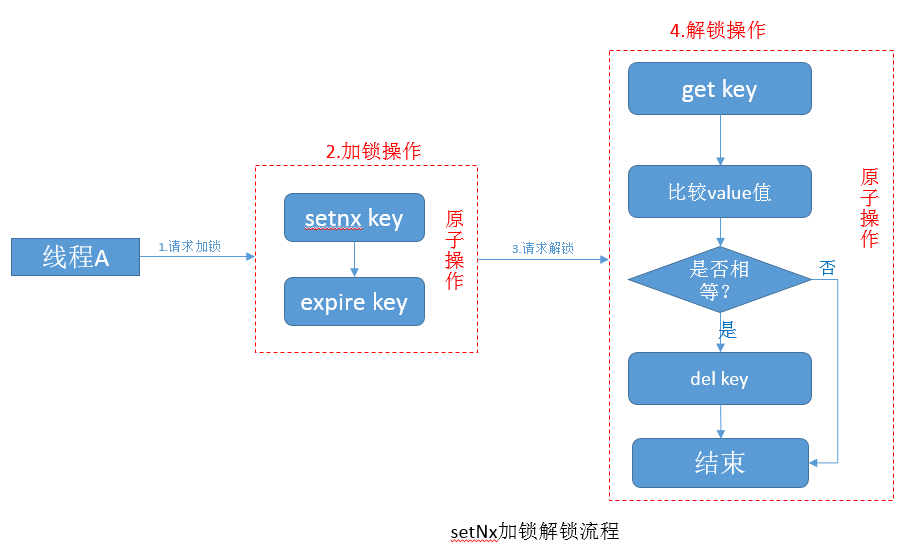 线程A
1.请求加锁
2.加锁操作
setnx key
expire key
原子操作
3.请求解锁
4.解锁操作
get key
比较value值
是否相
等?
否
是
del key
结束
原子操作
setNx加锁解锁流程